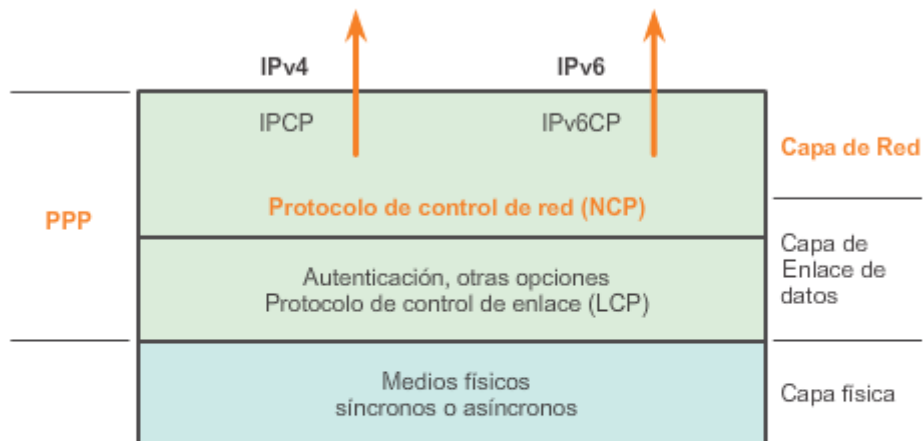 IPv4
IPv6
IPCP
IPv6CP
Capa de Red
Protocolo de control de red (NCP)
PPP
Capa de
Enlace de
datos
Autenticación, otras opciones
Protocolo de control de enlace (LCP)
Medios físicos
síncronos o asíncronos
Capa física